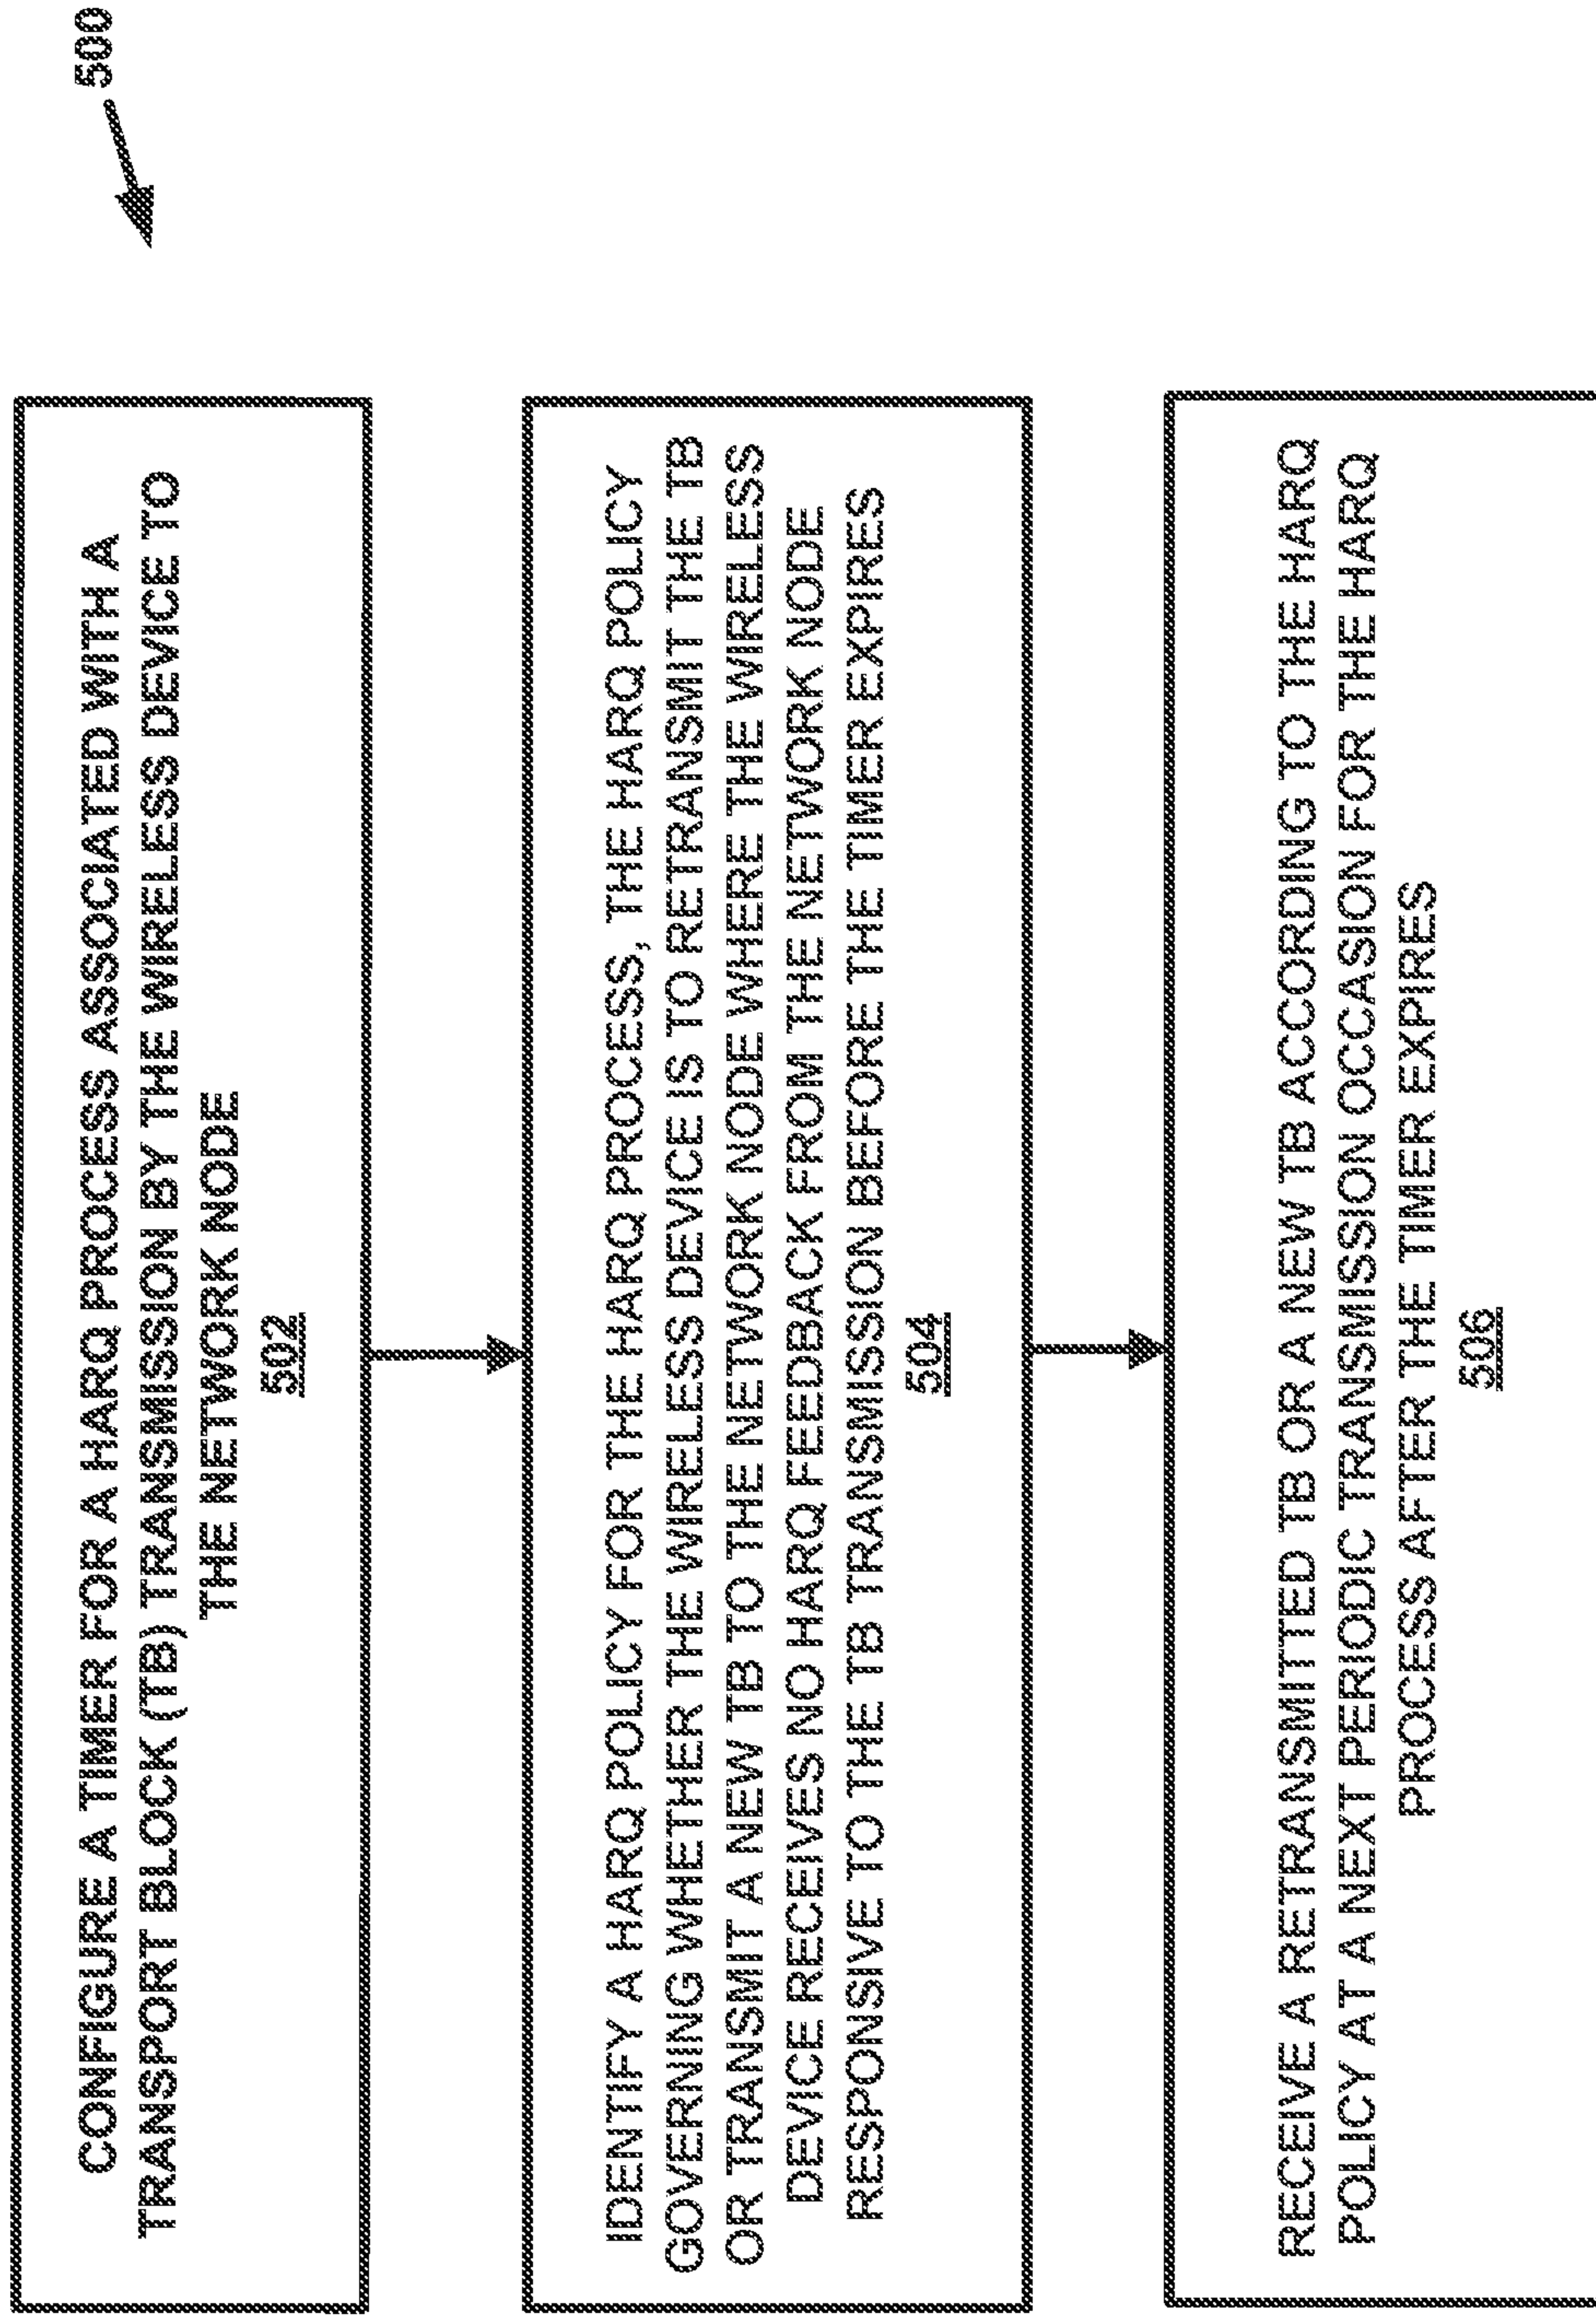 500
CONFIGURE A TIMER FOR A HARQ PROCESS ASSOCIATED WITH A
TRANSPORT BLOCK (TB) TRANSMISSION BY THE WIRELESS DEVICE TO
THE NETWORK NODE
502
IDENTIFY A HARQ POLICY FOR THE HARQ PROCESS, THE HARQ POLICY
GOVERNING WHETHER THE WIRELESS DEVICE IS TO RETRANSMIT THE TB
OR TRANSMIT A NEW TB TO THE NETWORK NODE WHERE THE WIRELESS
DEVICE RECEIVES NO HARQ FEEDBACK FROM THE NETWORK NODE
RESPONSIVE TO THE TB TRANSMISSION BEFORE THE TIMER EXPIRES
504
RECEIVE A RETRANSMITTED TB OR A NEW TB ACCORDING TO THE HARQ
POLICY AT A NEXT PERIODIC TRANSMISSION OCCASION FOR THE HARQ
PROCESS AFTER THE TIMER EXPIRES
506